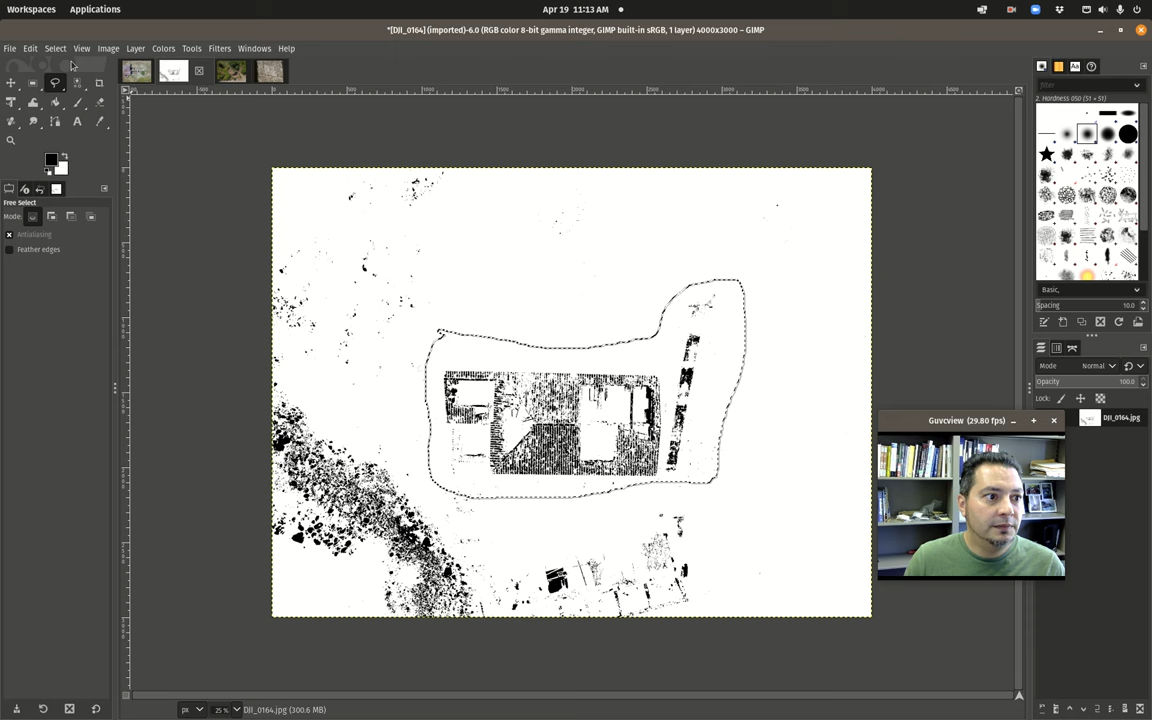 Workspaces Applications Apr 19 11:13 AM
*[DJI_0164] (imported)-6.0 (RGB color 8-bit gamma integer, GIMP built-in sRGB, 1 layer) 4000x3000 – GIMP
File Edit Select View Image Layer Colors Tools Filters Windows Help
filter
2. Hardness 050 (51 × 51)
Free Select
Mode:
Antialiasing
Feather edges
Basic,
Spacing 10.0
Mode Normal
Opacity 100.0
Lock:
DJI_0164.jpg
Guvcview (29.80 fps)
px 25 % DJI_0164.jpg (300.6 MB)